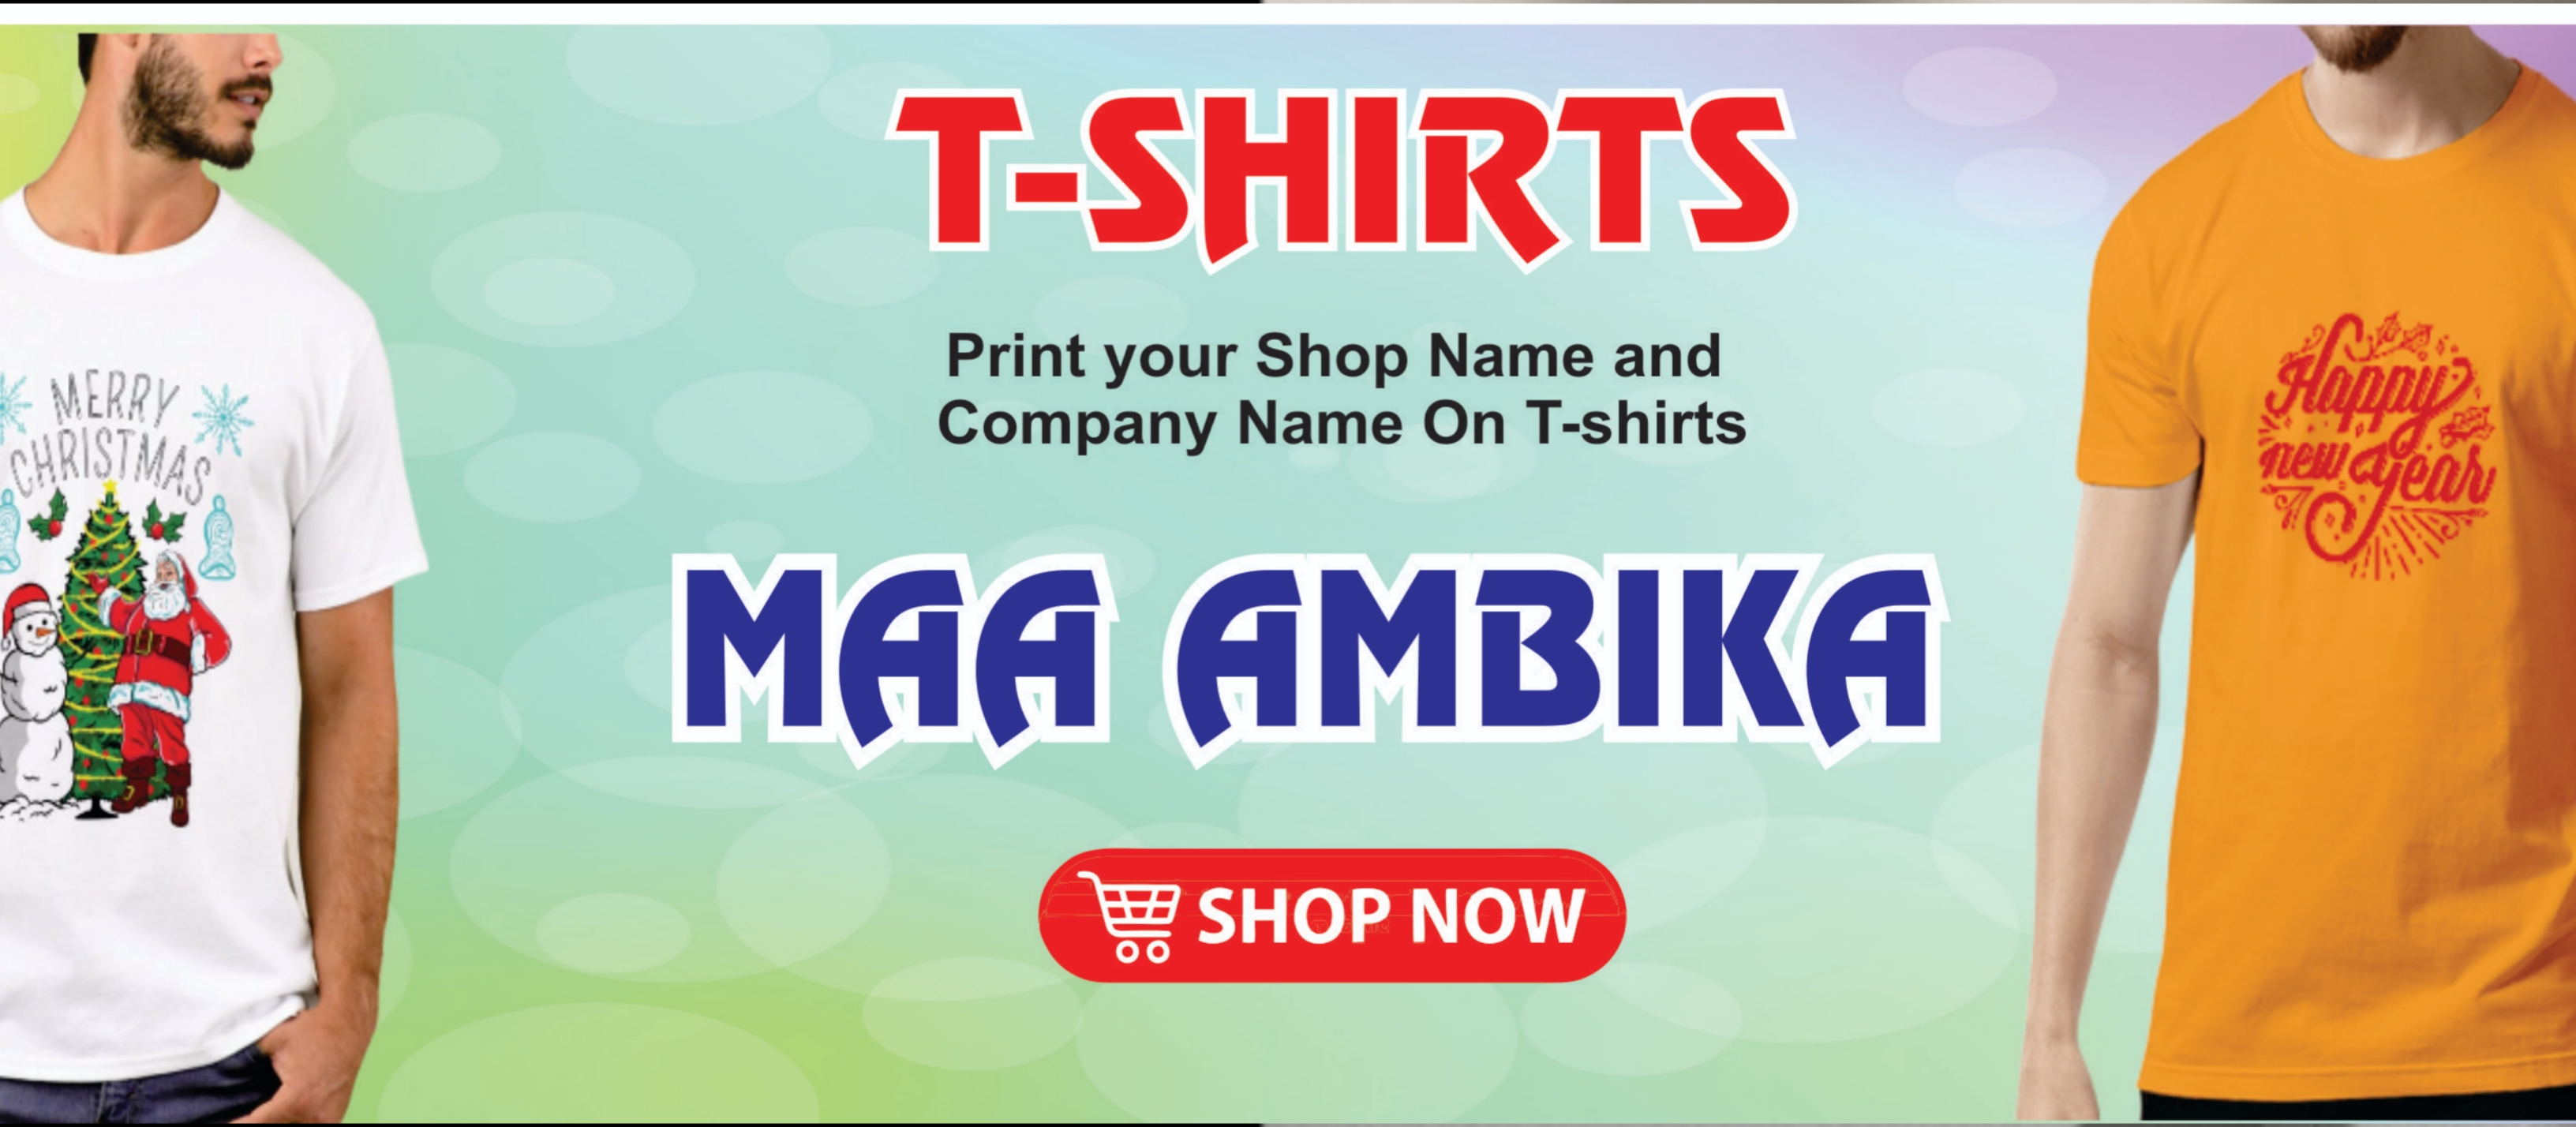 T-SHIRTS
Print your Shop Name and
Company Name On T-shirts
MAA AMBIKA
SHOP NOW
MERRY
CHRISTMAS
Happy
new year